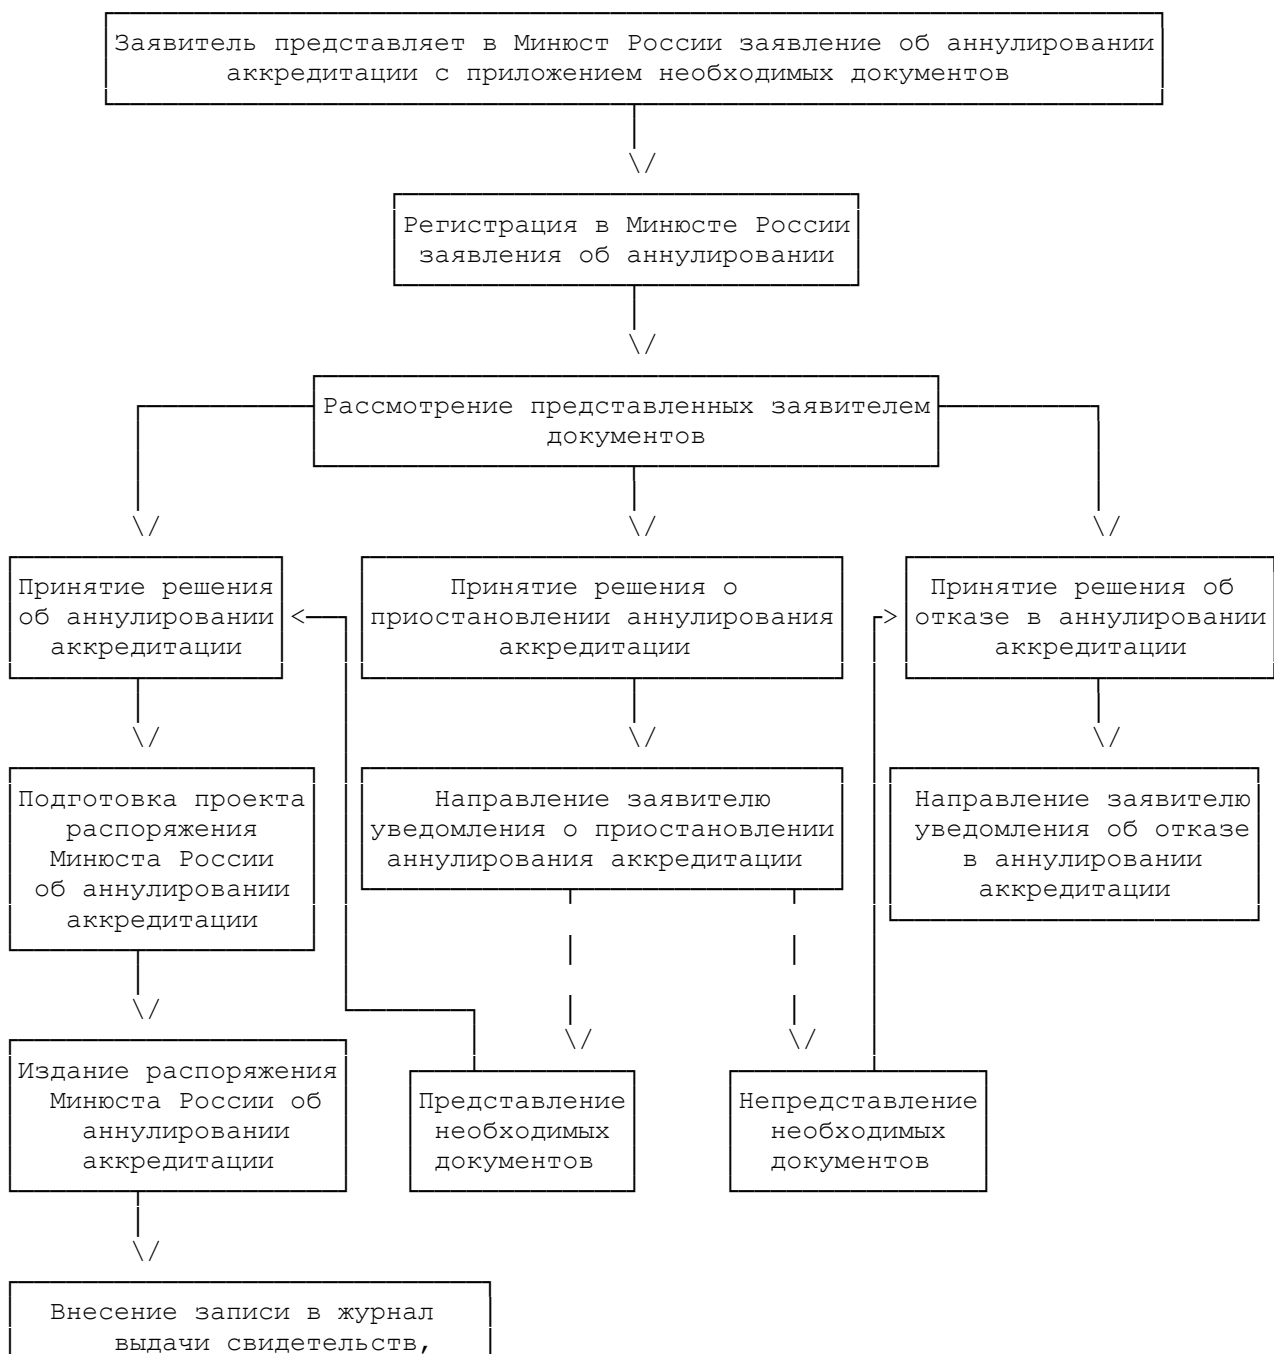 Заявитель представляет в Минюст России заявление об аннулировании
аккредитации с приложением необходимых документов
Регистрация в Минюсте России
заявления об аннулировании
Рассмотрение представленных заявителем
документов
Принятие решения
об аннулировании
аккредитации
Принятие решения о
приостановлении аннулирования
аккредитации
Принятие решения об
отказе в аннулировании
аккредитации
Подготовка проекта
распоряжения
Минюста России
об аннулировании
аккредитации
Направление заявителю
уведомления о приостановлении
аннулирования аккредитации
Направление заявителю
уведомления об отказе
в аннулировании
аккредитации
Издание распоряжения
Минюста России об
аннулировании
аккредитации
Представление
необходимых
документов
Непредставление
необходимых
документов
Внесение записи в журнал
выдачи свидетельств,